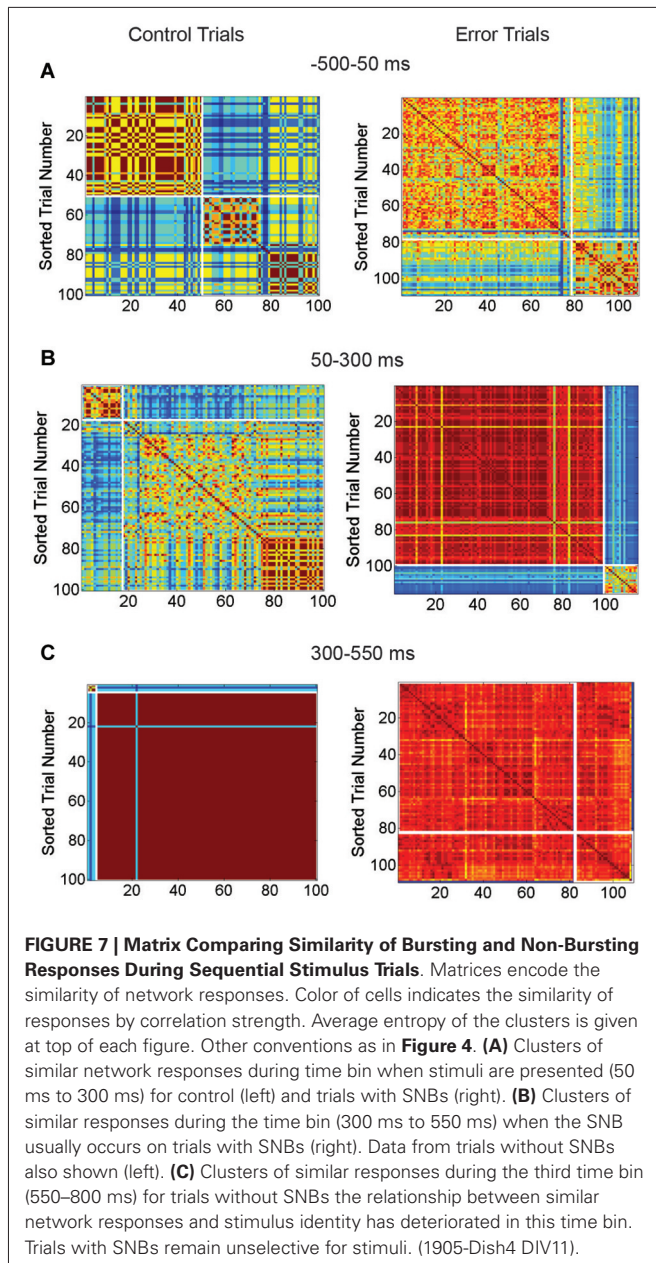 Control Trials
Error Trials
A
-500-50 ms
Sorted Trial Number
20
40
60
80
100
20
40
60
80
100
Sorted Trial Number
20
40
60
80
100
20
40
60
80
100
B
50-300 ms
Sorted Trial Number
20
40
60
80
100
20
40
60
80
100
Sorted Trial Number
20
40
60
80
100
20
40
60
80
100
C
300-550 ms
Sorted Trial Number
20
40
60
80
100
20
40
60
80
100
Sorted Trial Number
20
40
60
80
100
20
40
60
80
100
FIGURE 7 | Matrix Comparing Similarity of Bursting and Non-Bursting
Responses During Sequential Stimulus Trials. Matrices encode the
similarity of network responses. Color of cells indicates the similarity of
responses by correlation strength. Average entropy of the clusters is given
at top of each figure. Other conventions as in Figure 4. (A) Clusters of
similar network responses during time bin when stimuli are presented (50
ms to 300 ms) for control (left) and trials with SNBs (right). (B) Clusters of
similar responses during the time bin (300 ms to 550 ms) when the SNB
usually occurs on trials with SNBs (right). Data from trials without SNBs
also shown (left). (C) Clusters of similar responses during the third time bin
(550–800 ms) for trials without SNBs the relationship between similar
network responses and stimulus identity has deteriorated in this time bin.
Trials with SNBs remain unselective for stimuli. (1905-Dish4 DIV11).